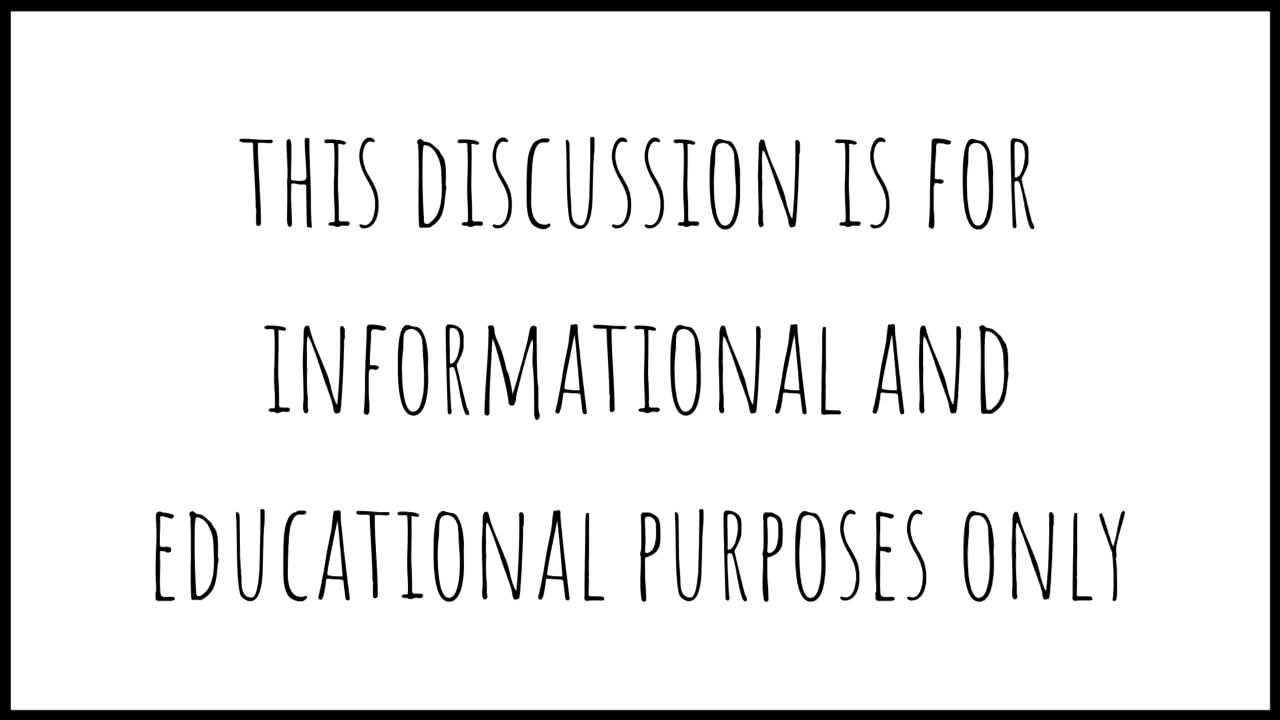 THIS DISCUSSION IS FOR
INFORMATIONAL AND
EDUCATIONAL PURPOSES ONLY